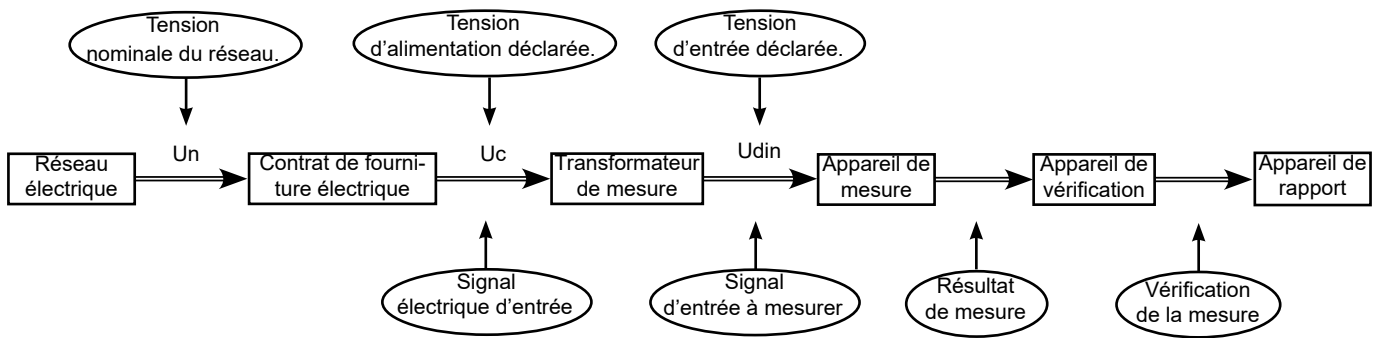 Tension
nominale du réseau.
Tension
d'alimentation déclarée.
Tension
d'entrée déclarée.
Un
Uc
Udin
Réseau
électrique
Contrat de fourni-
ture électrique
Transformateur
de mesure
Appareil de
mesure
Appareil de
vérification
Appareil de
rapport
Signal
électrique d'entrée
Signal
d'entrée à mesurer
Résultat
de mesure
Vérification
de la mesure